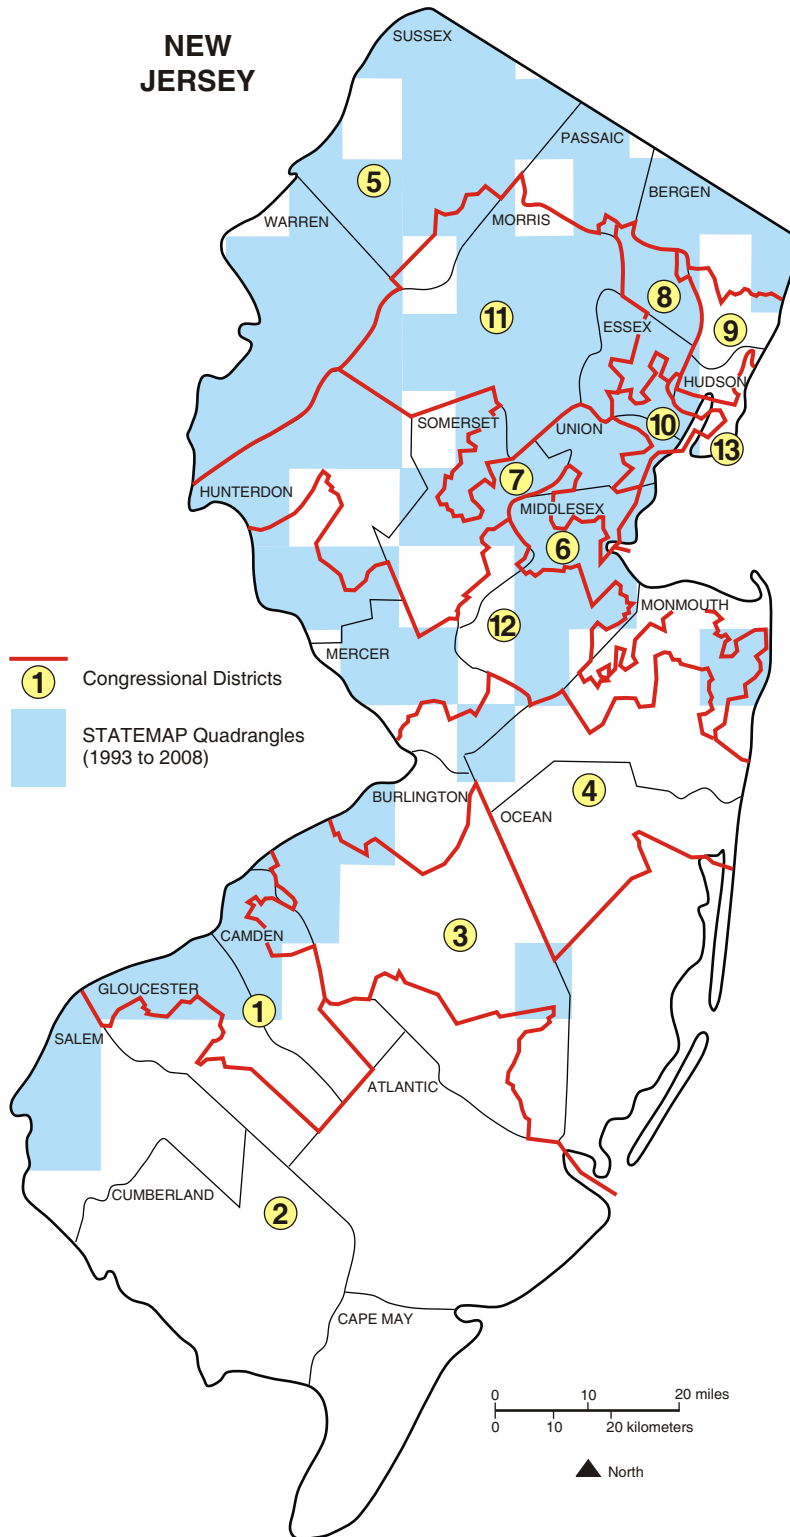 NEW
JERSEY
SUSSEX
PASSAIC
5
BERGEN
WARREN
MORRIS
8
11
ESSEX
9
HUDSON
SOMERSET
UNION
10
13
7
HUNTERDON
MIDDLESEX
6
MONMOUTH
12
MERCER
1
Congressional Districts
STATEMAP Quadrangles
(1993 to 2008)
4
BURLINGTON
OCEAN
3
CAMDEN
GLOUCESTER
1
SALEM
ATLANTIC
CUMBERLAND
2
CAPE MAY
0 10 20 miles
0 10 20 kilometers
North